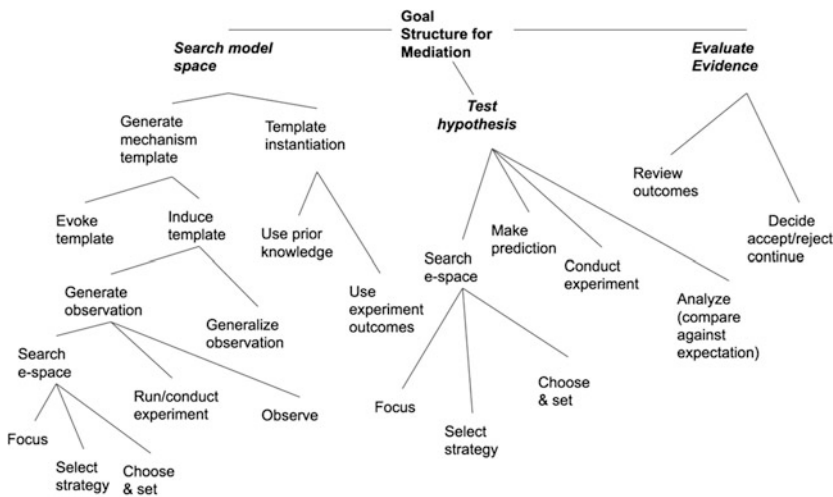 Goal
Structure for
Mediation
Search model
space
Evaluate
Evidence
Test
hypothesis
Generate
mechanism
template
Template
instantiation
Review
outcomes
Evoke
template
Induce
template
Use prior
knowledge
Make
prediction
Decide
accept/reject
continue
Search
e-space
Conduct
experiment
Generate
observation
Generalize
observation
Use
experiment
outcomes
Analyze
(compare
against
expectation)
Search
e-space
Run/conduct
experiment
Observe
Focus
Select
strategy
Choose
& set
Focus
Select
strategy
Choose
& set